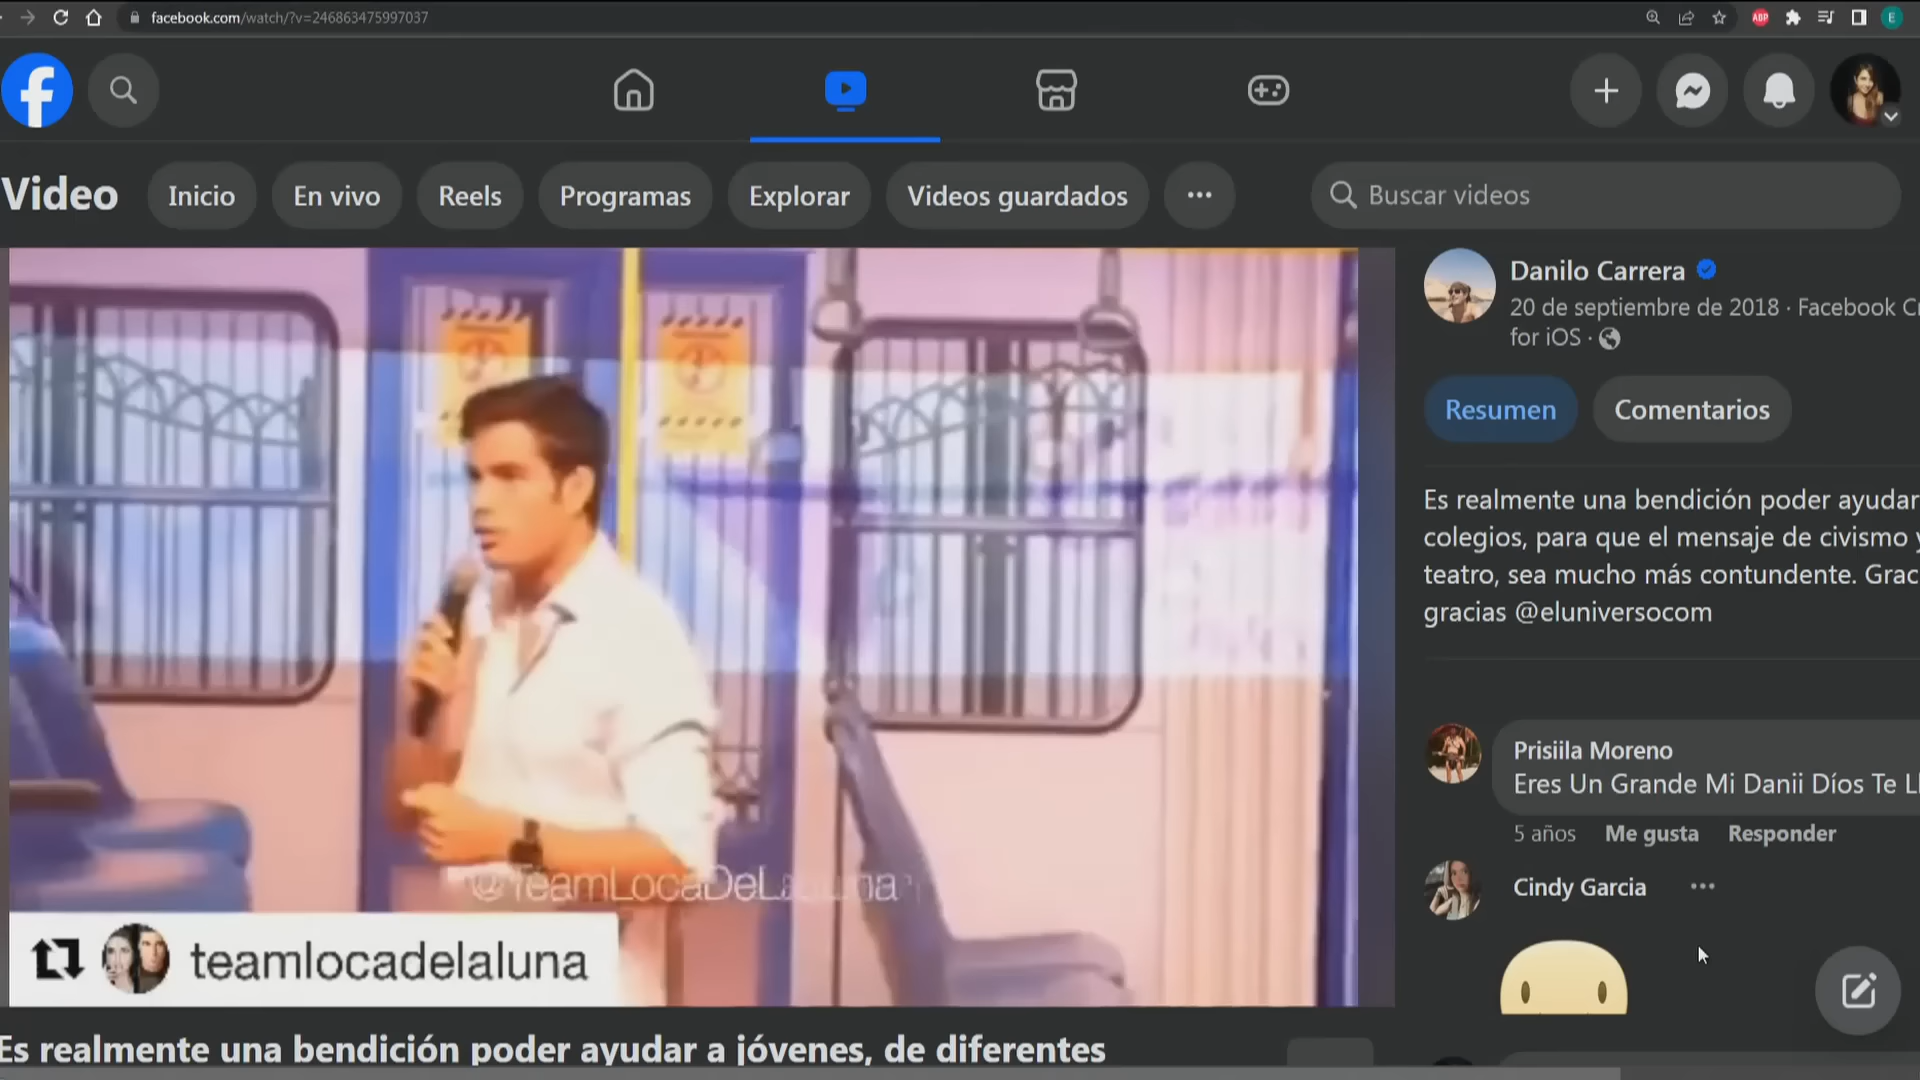 facebook.com/watch/?v=246863475997037
ABP
E
f
Video
Inicio
En vivo
Reels
Programas
Explorar
Videos guardados
Buscar videos
Danilo Carrera
20 de septiembre de 2018 · Facebook
for iOS ·
Resumen
Comentarios
Es realmente una bendición poder ayudar
colegios, para que el mensaje de civismo y
teatro, sea mucho más contundente.
gracias @eluniversocom
Prisiila Moreno
Eres Un Grande Mi Danii Díos Te
5 años Me gusta Responder
Cindy Garcia
@TeamLocaDeLaLuna
teamlocadelaluna
Es realmente una bendición poder ayudar a jóvenes, de diferentes